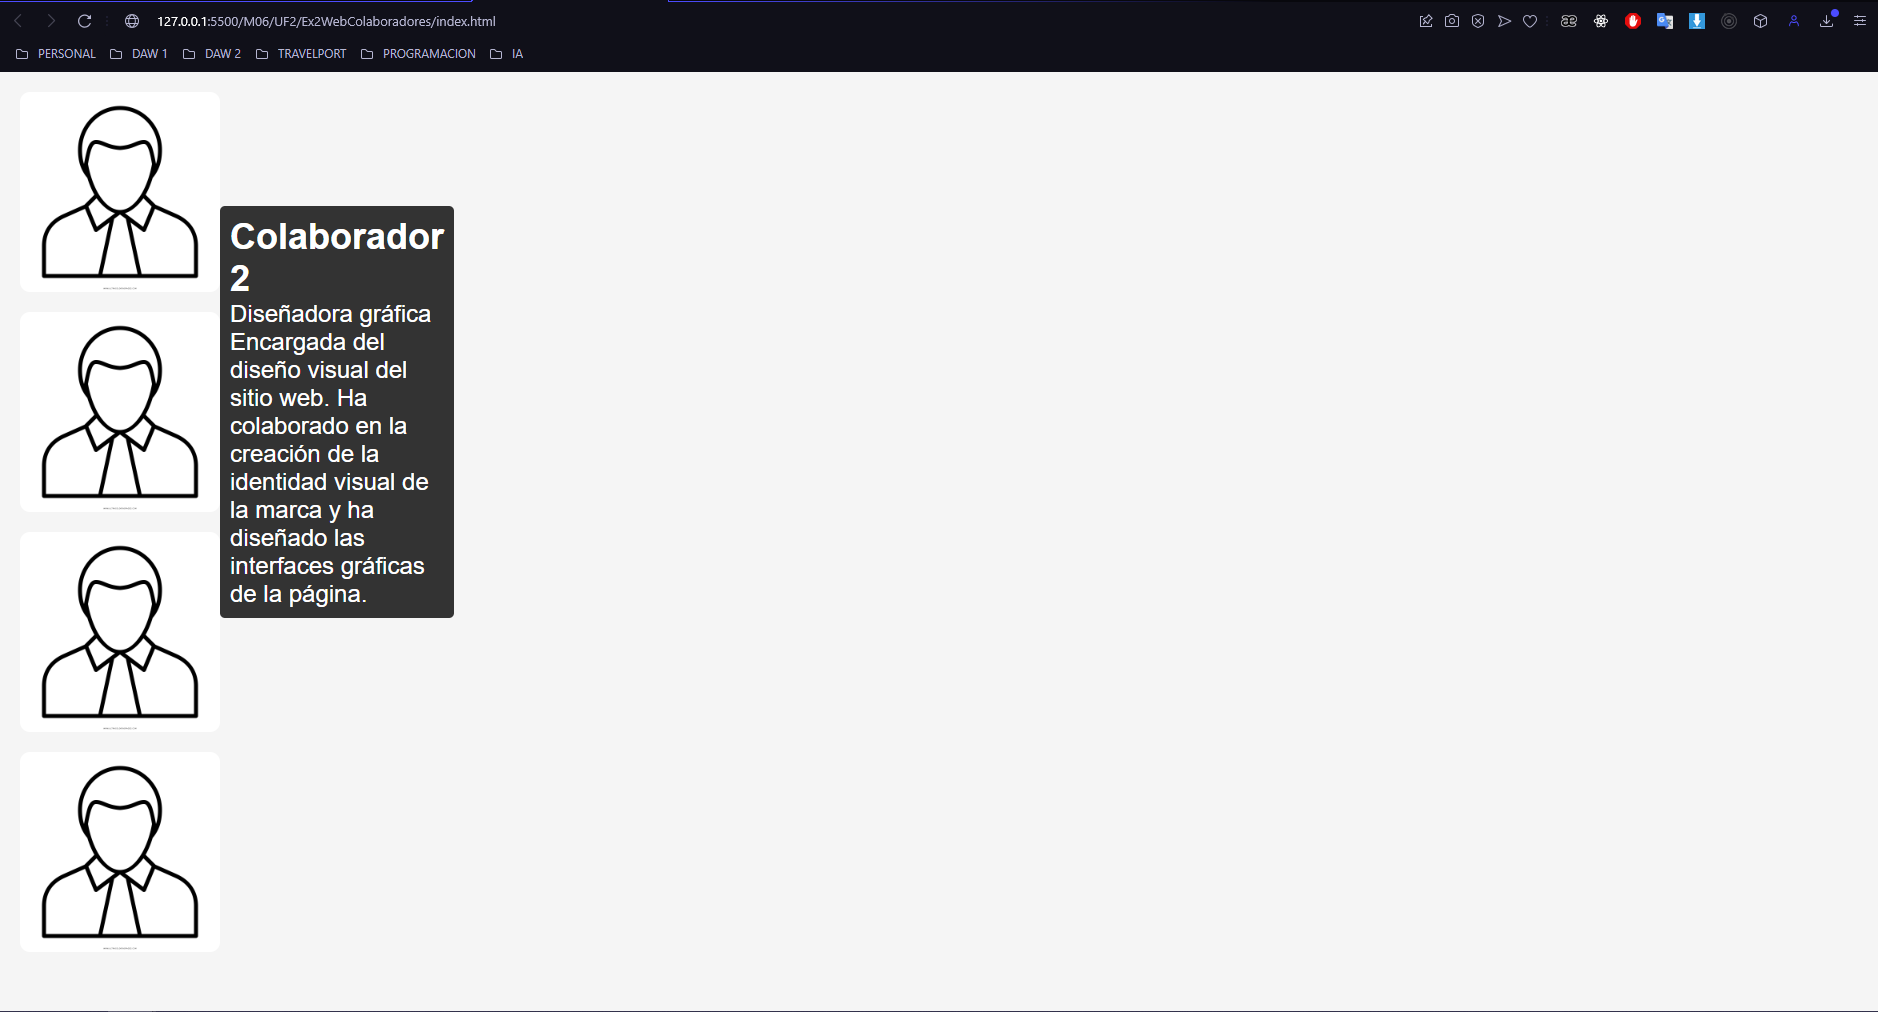 127.0.0.1:5500/M06/UF2/Ex2WebColaboradores/index.html
PERSONAL DAW 1 DAW 2 TRAVELPORT PROGRAMACION IA
Colaborador
2
Diseñadora gráfica
Encargada del
diseño visual del
sitio web. Ha
colaborado en la
creación de la
identidad visual de
la marca y ha
diseñado las
interfaces gráficas
de la página.